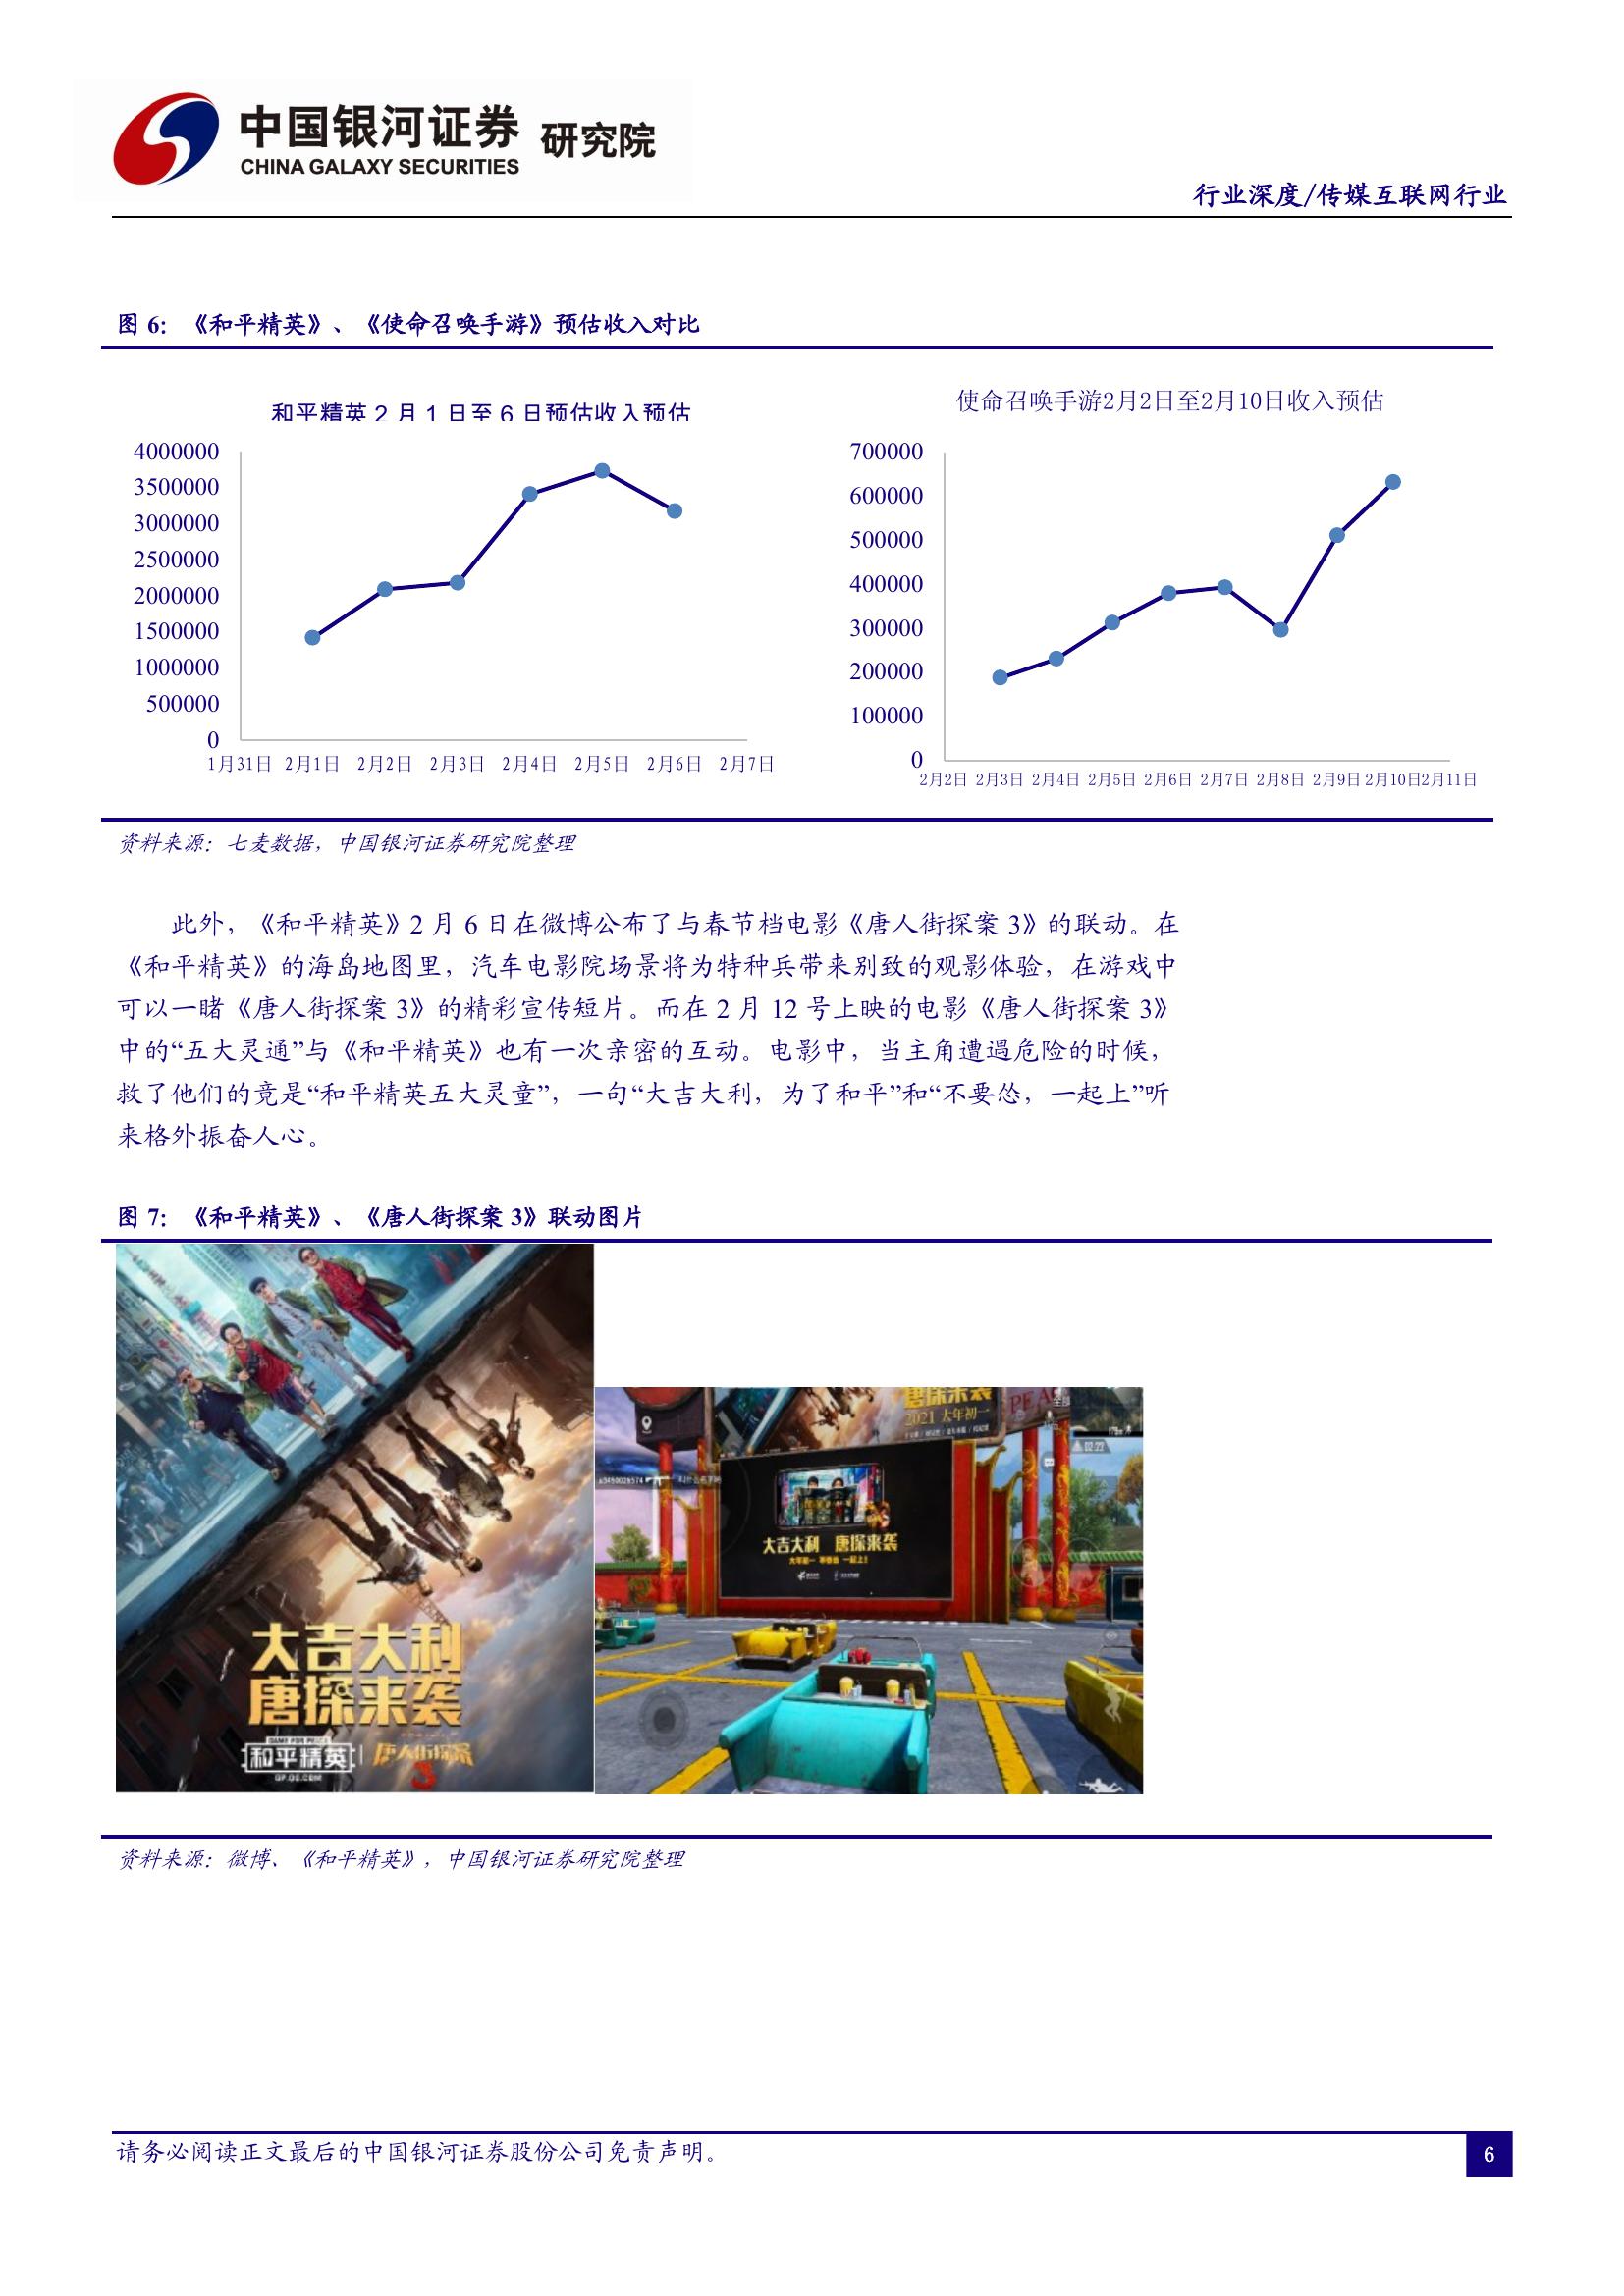 中国银河证券 研究院
CHINA GALAXY SECURITIES
行业深度/传媒互联网行业
图 6：《和平精英》、《使命召唤手游》预估收入对比
和平精英2月1日至6日预估收入预估
4000000
3500000
3000000
2500000
2000000
1500000
1000000
500000
0
1月31日 2月1日 2月2日 2月3日 2月4日 2月5日 2月6日 2月7日
使命召唤手游2月2日至2月10日收入预估
700000
600000
500000
400000
300000
200000
100000
0
2月2日 2月3日 2月4日 2月5日 2月6日 2月7日 2月8日 2月9日 2月10日 2月11日
资料来源：七麦数据，中国银河证券研究院整理
此外，《和平精英》2 月 6 日在微博公布了与春节档电影《唐人街探案 3》的联动。在
《和平精英》的海岛地图里，汽车电影院场景将为特种兵带来别致的观影体验，在游戏中
可以一睹《唐人街探案 3》的精彩宣传短片。而在 2 月 12 号上映的电影《唐人街探案 3》
中的“五大灵通”与《和平精英》也有一次亲密的互动。电影中，当主角遭遇危险的时候，
救了他们的竟是“和平精英五大灵童”，一句“大吉大利，为了和平”和“不要怂，一起上”听
来格外振奋人心。
图 7：《和平精英》、《唐人街探案 3》联动图片
大吉大利
唐探来袭
GAME FOR PEACE
和平精英 唐人街探案
GP.QQ.COM 3
唐探来袭
2021 大年初一
大吉大利 唐探来袭
02:22
资料来源：微博、《和平精英》，中国银河证券研究院整理
请务必阅读正文最后的中国银河证券股份公司免责声明。
6